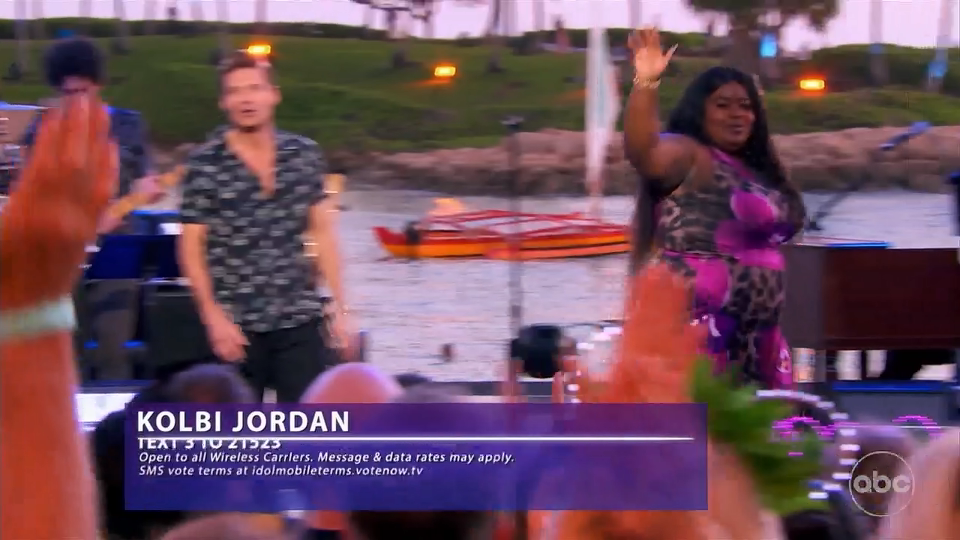 KOLBI JORDAN
TEXT 3 TO 21523
Open to all Wireless Carriers. Message & data rates may apply.
SMS vote terms at idolmobileterms.votenow.tv
abc